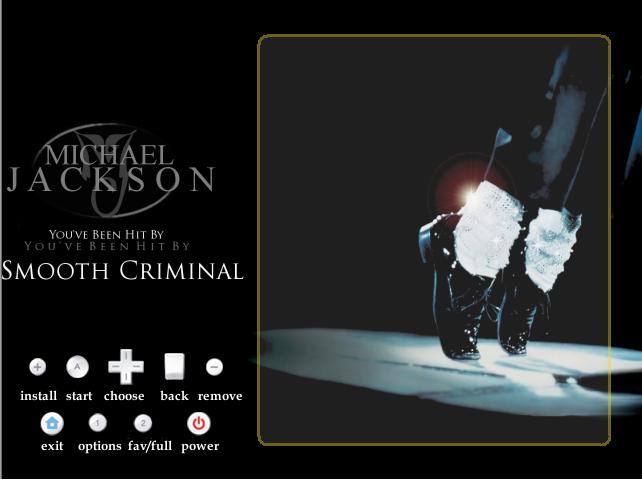 MICHAEL
JACKSON
YOU'VE BEEN HIT BY
YOU'VE BEEN HIT BY
SMOOTH CRIMINAL
+ A -
install start choose back remove
1 2
exit options fav/full power